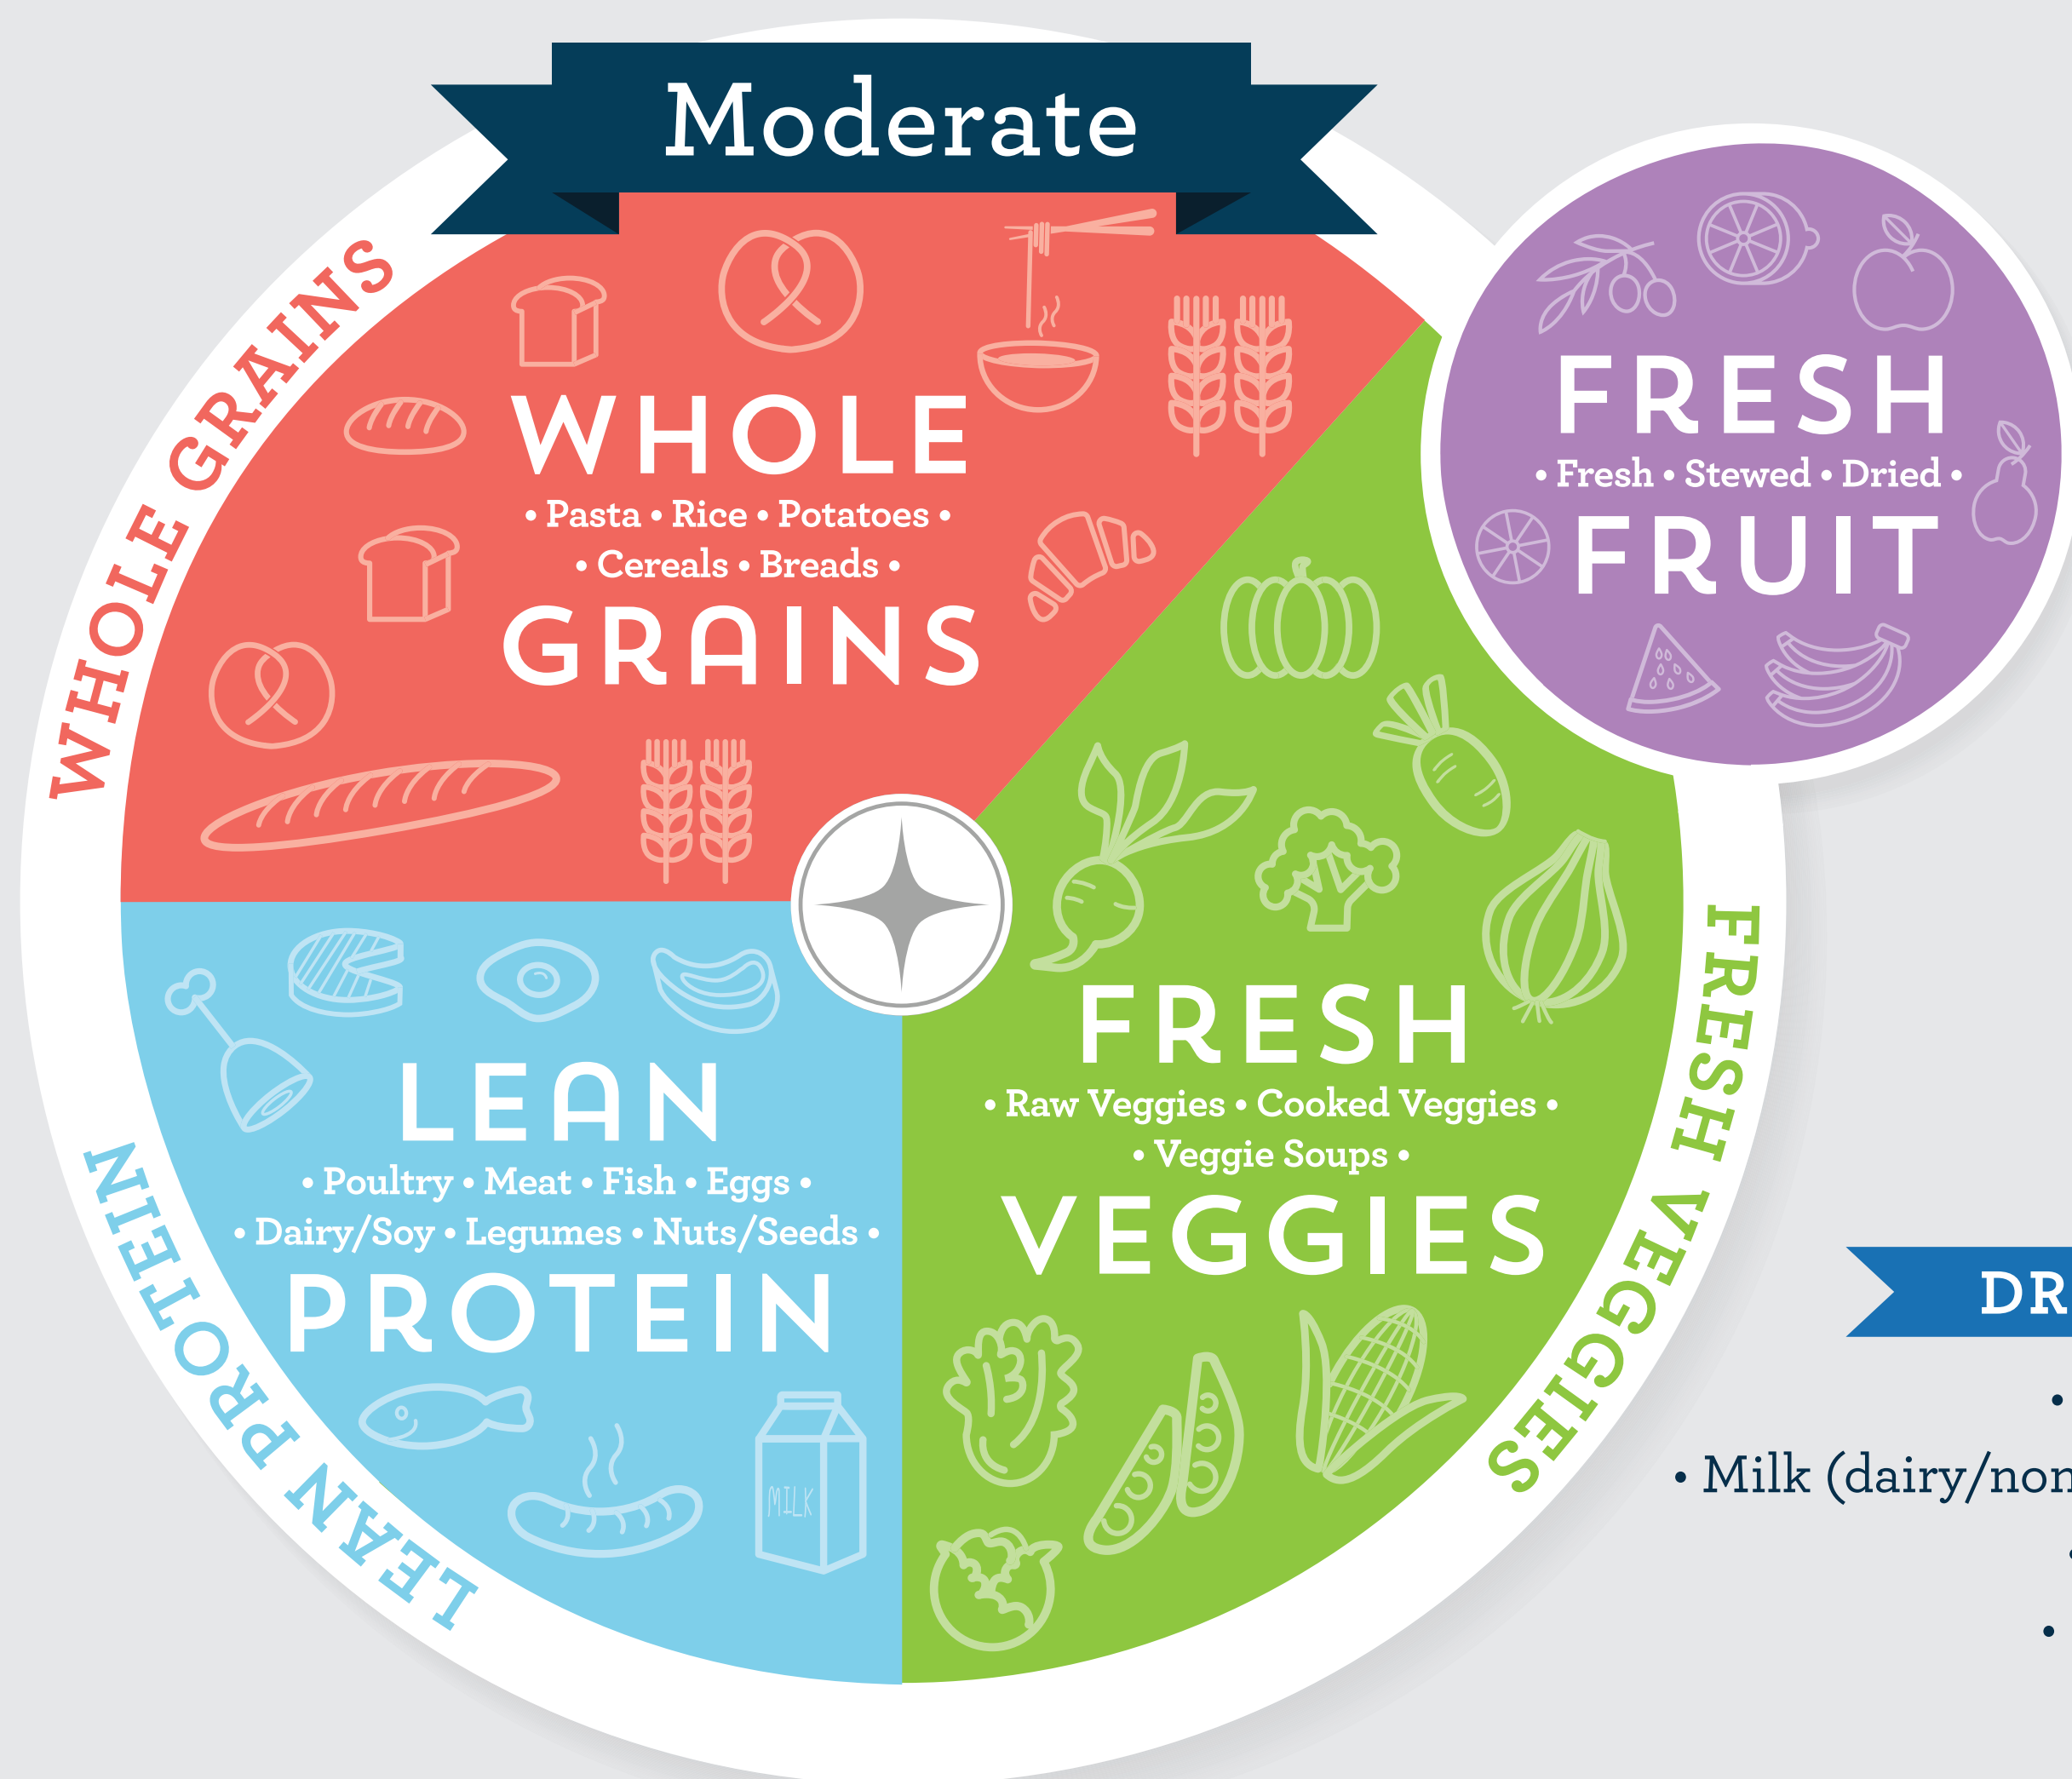 Moderate
WHOLE GRAINS
WHOLE
• Pasta • Rice • Potatoes •
• Cereals • Breads •
GRAINS
FRESH
• Fresh • Stewed • Dried •
FRUIT
LEAN
• Poultry • Meat • Fish • Eggs •
• Dairy/Soy • Legumes • Nuts/Seeds •
PROTEIN
MILK
LEAN PROTEIN
FRESH
• Raw Veggies • Cooked Veggies •
• Veggie Soups •
VEGGIES
FRESH VEGGIES
• Milk (dairy/